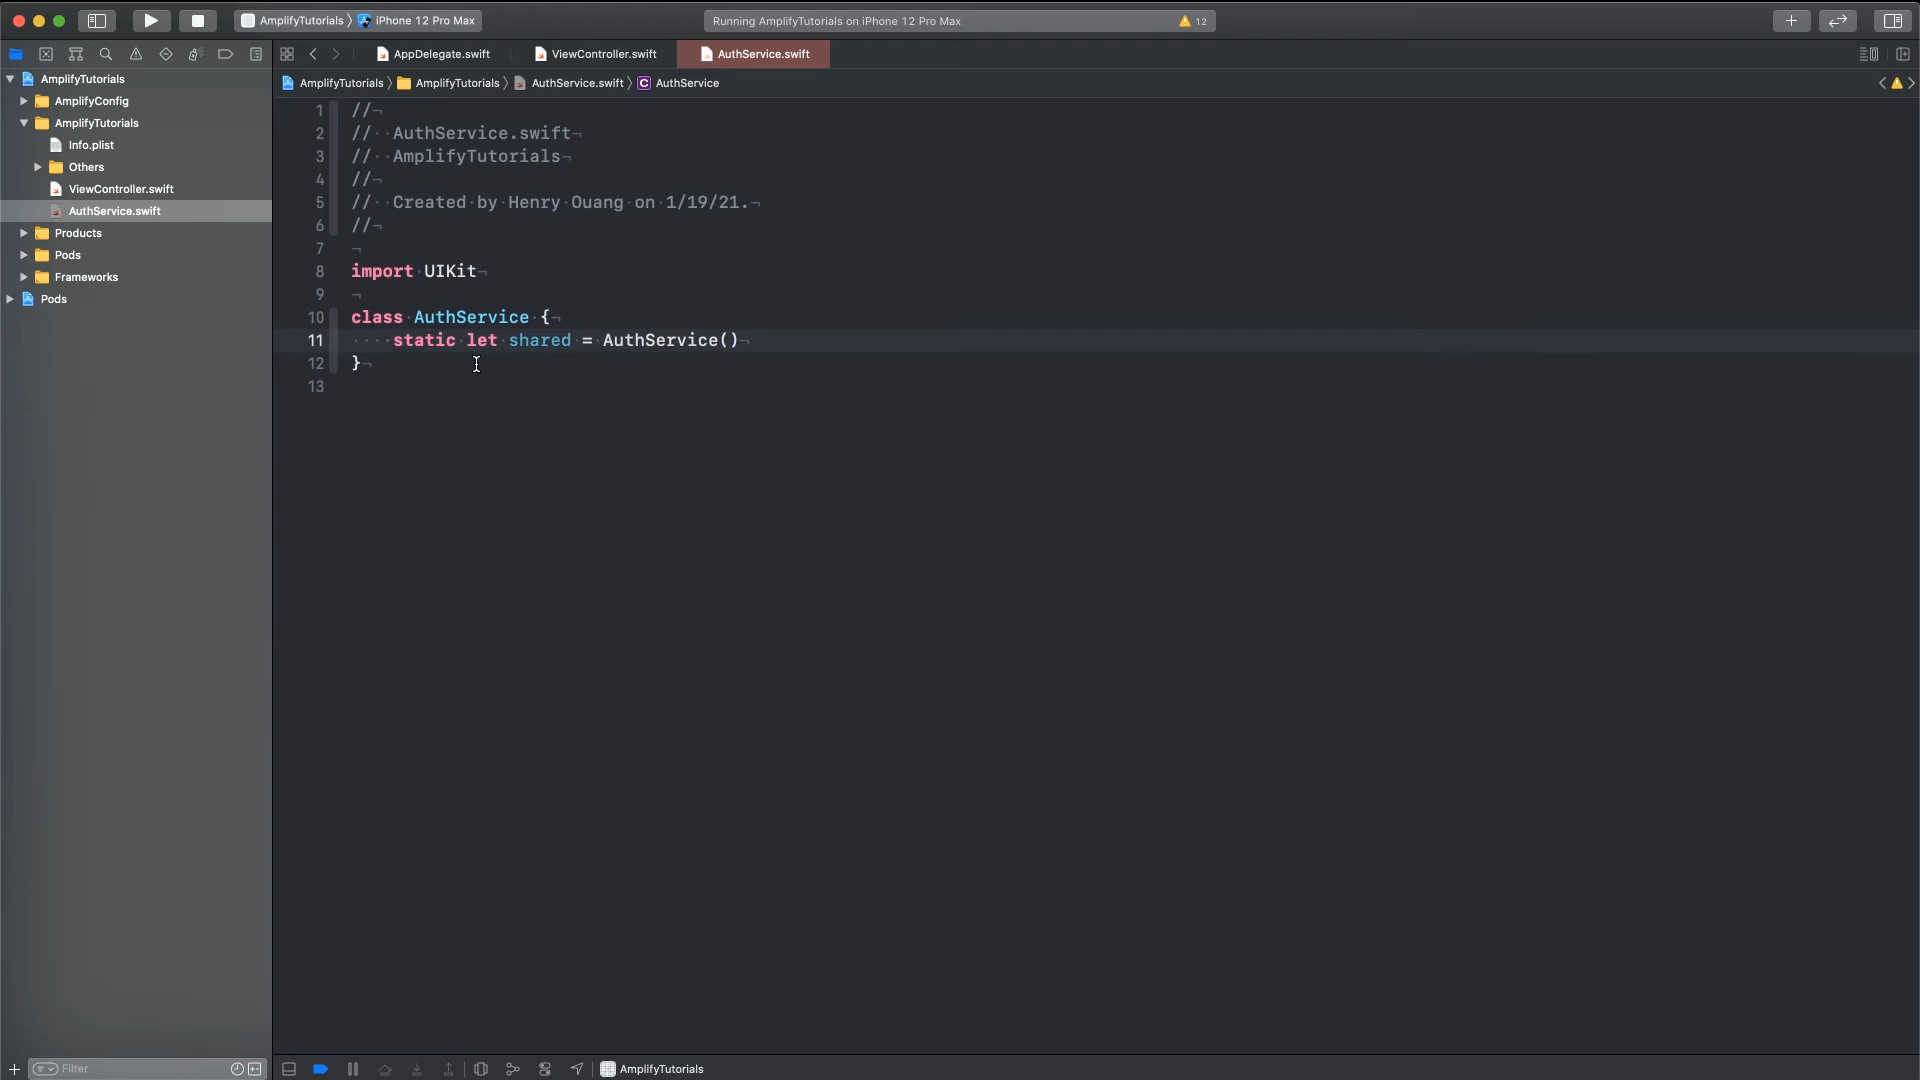 AmplifyTutorials 〉 iPhone 12 Pro Max
Running AmplifyTutorials on iPhone 12 Pro Max
12
AppDelegate.swift
ViewController.swift
AuthService.swift
AmplifyTutorials 〉 AmplifyTutorials 〉 AuthService.swift 〉 C AuthService
AmplifyTutorials
AmplifyConfig
AmplifyTutorials
Info.plist
Others
ViewController.swift
AuthService.swift
Products
Pods
Frameworks
Pods
1 //¬
2 //··AuthService.swift¬
3 //··AmplifyTutorials¬
4 //¬
5 //··Created·by·Henry·Ouang·on·1/19/21.¬
6 //¬
7 ¬
8 import·UIKit¬
9 ¬
10 class·AuthService·{¬
11 ····static·let·shared·=·AuthService()¬
12 }¬
13
Filter
AmplifyTutorials